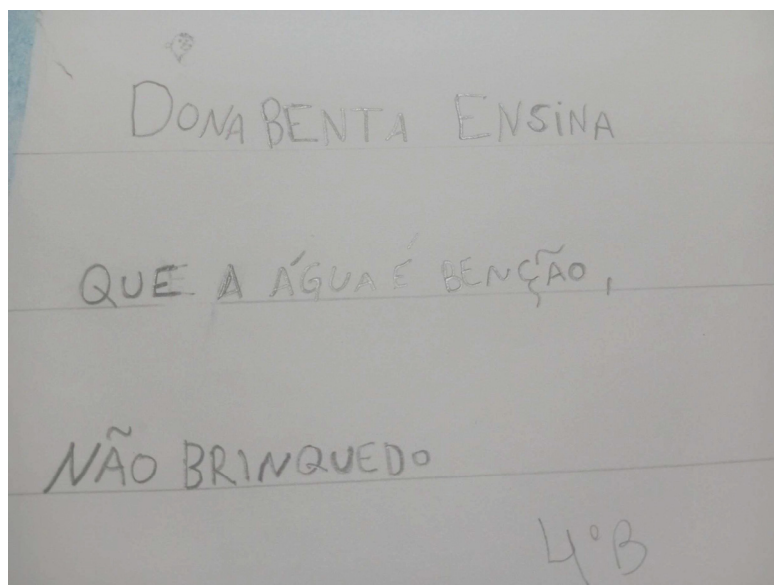 DONA BENTA ENSiNA
QUE A ÁGUA É BENÇÃO,
NÃO BRINQUEDO
4°B